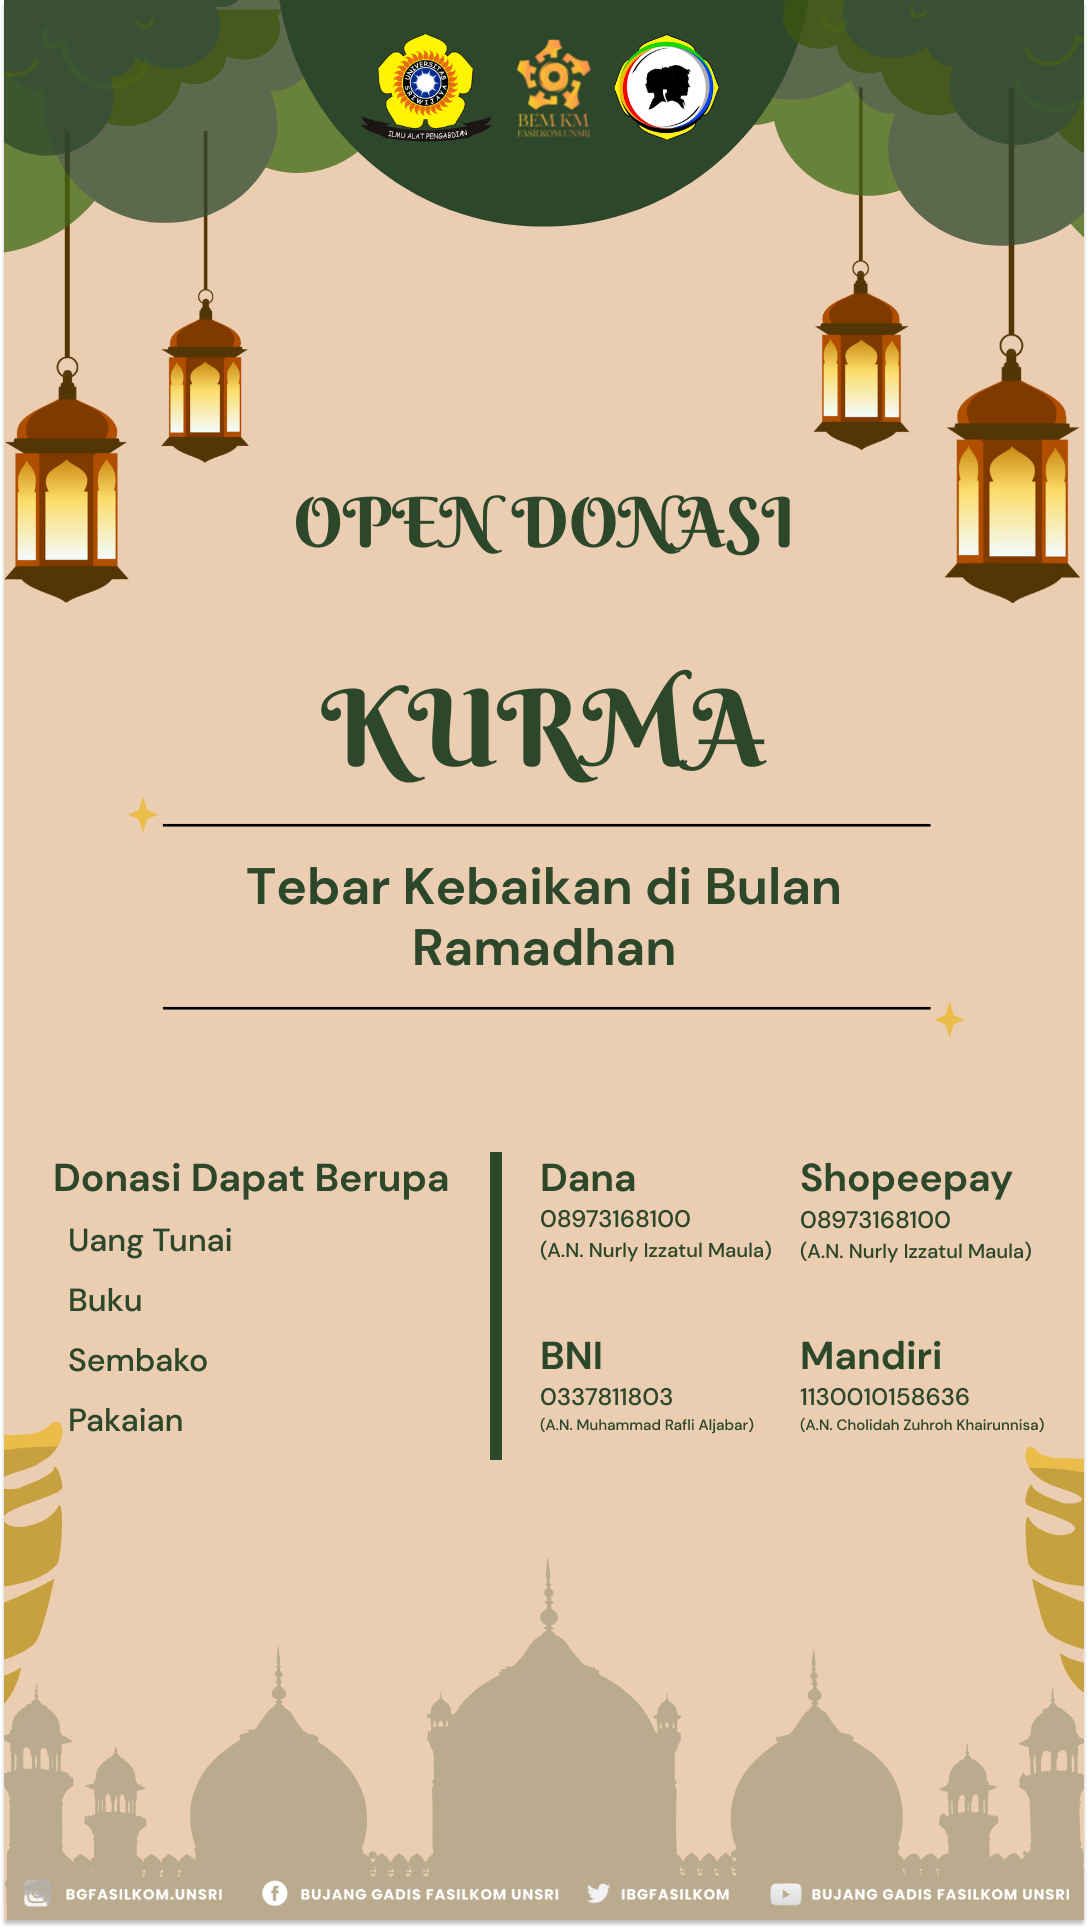 UNIVERSITAS SRIWIJAYA
ILMU ALAT PENGABDIAN
BEM KM
FASILKOM UNSRI
OPEN DONASI
KURMA
Tebar Kebaikan di Bulan
Ramadhan
Donasi Dapat Berupa
Uang Tunai
Buku
Sembako
Pakaian
Dana
08973168100
(A.N. Nurly Izzatul Maula)
Shopeepay
08973168100
(A.N. Nurly Izzatul Maula)
BNI
0337811803
(A.N. Muhammad Rafli Aljabar)
Mandiri
1130010158636
(A.N. Cholidah Zuhroh Khairunnisa)
BGFASILKOM.UNSRI
BUJANG GADIS FASILKOM UNSRI
IBGFASILKOM
BUJANG GADIS FASILKOM UNSRI